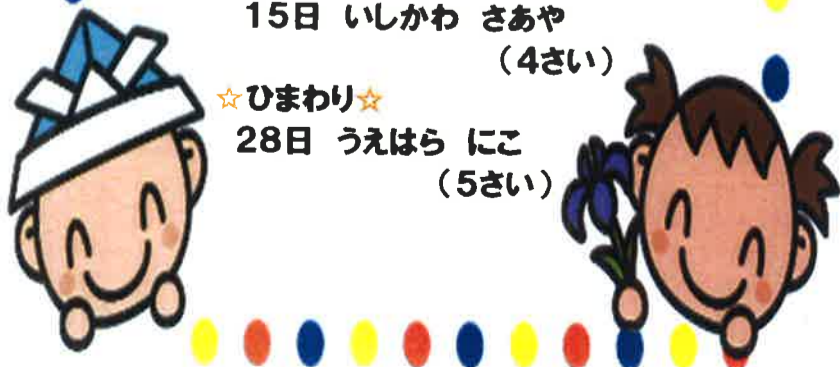 15日 いしかわ さあや
（4さい）
☆ひまわり☆
28日 うえはら にこ
（5さい）